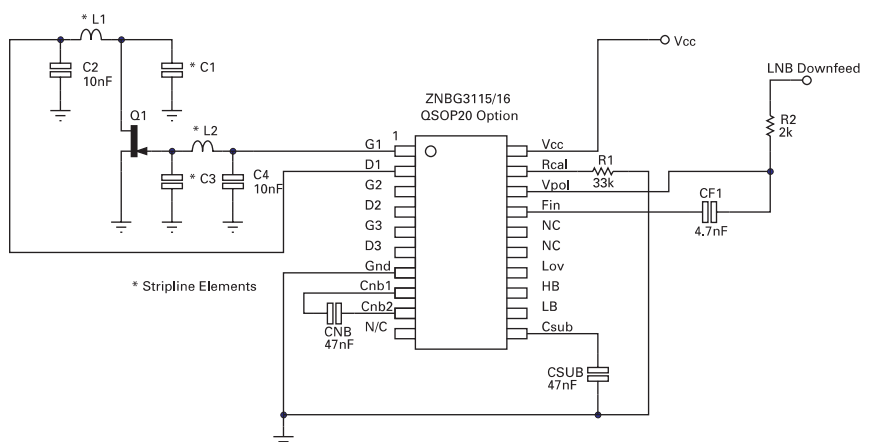 * L1
C2
10nF
* C1
Q1
* L2
* C3
C4
10nF
* Stripline Elements
ZNBG3115/16
QSOP20 Option
1
G1
D1
G2
D2
G3
D3
Gnd
Cnb1
Cnb2
N/C
CNB
47nF
Vcc
Rcal
Vpol
Fin
NC
NC
Lov
HB
LB
Csub
R1
33k
Vcc
LNB Downfeed
R2
2k
CF1
4.7nF
CSUB
47nF